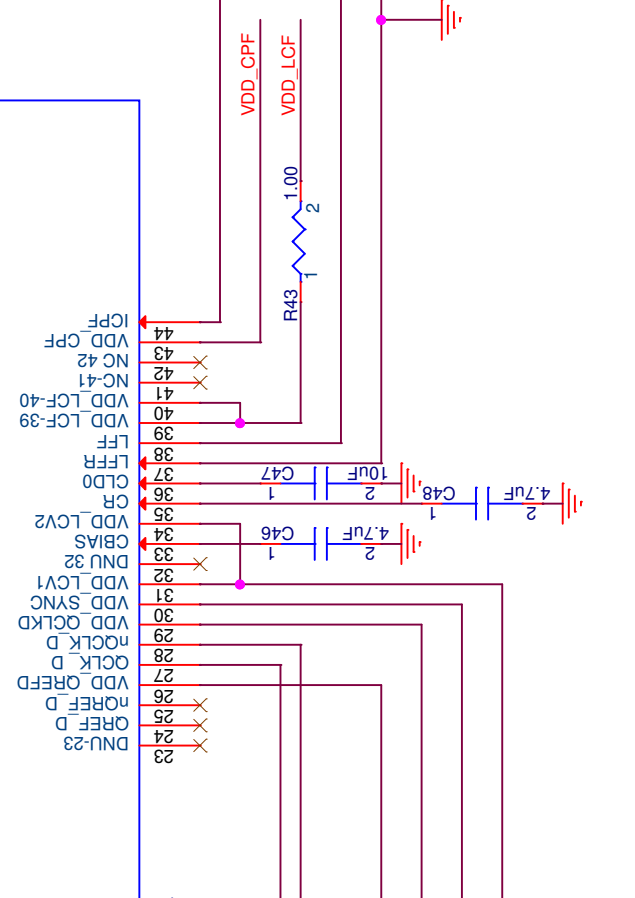 VDD_CPF
VDD_LCF
1.00
2
1
R43
ICPF
44
VDD_CPF
43
NC 42
42
NC-41
41
VDD_LCF-40
40
VDD_LCF-39
39
LFF
38
LFFR
37
CLD0
36
CR
35
VDD_LCV2
34
CBIAS
33
DNU 32
32
VDD_LCV1
31
VDD_SYNC
30
VDD_QCLKD
29
nQCLK_D
28
QCLK_D
27
VDD_QREFD
26
nQREF_D
25
QREF_D
24
DNU-23
23
C47
10uF
1
2
C48
4.7uF
1
2
C46
4.7uF
1
2